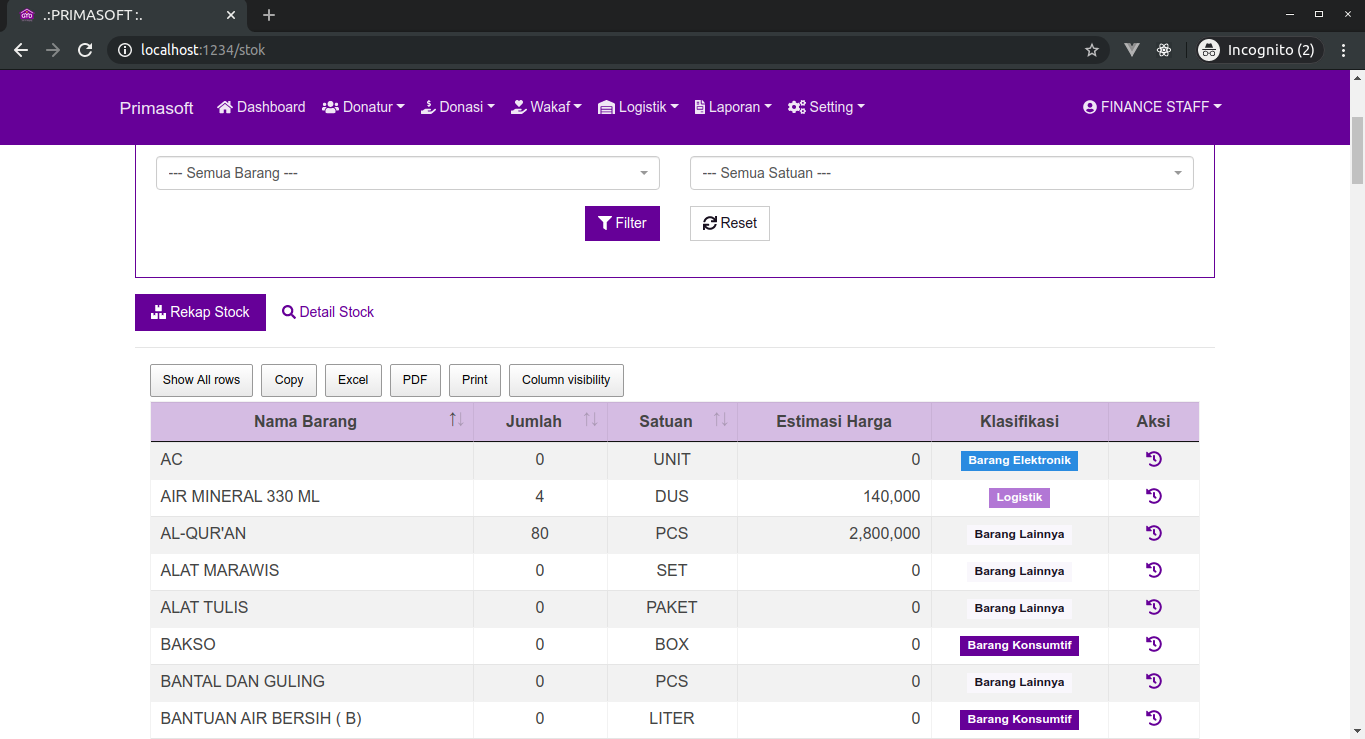 .:PRIMASOFT :.
localhost:1234/stok
Incognito (2)
Primasoft Dashboard Donatur Donasi Wakaf Logistik Laporan Setting FINANCE STAFF
--- Semua Barang --- --- Semua Satuan ---
Filter Reset
Rekap Stock Detail Stock
Show All rows Copy Excel PDF Print Column visibility
Nama Barang Jumlah Satuan Estimasi Harga Klasifikasi Aksi
AC 0 UNIT 0 Barang Elektronik
AIR MINERAL 330 ML 4 DUS 140,000 Logistik
AL-QUR'AN 80 PCS 2,800,000 Barang Lainnya
ALAT MARAWIS 0 SET 0 Barang Lainnya
ALAT TULIS 0 PAKET 0 Barang Lainnya
BAKSO 0 BOX 0 Barang Konsumtif
BANTAL DAN GULING 0 PCS 0 Barang Lainnya
BANTUAN AIR BERSIH ( B) 0 LITER 0 Barang Konsumtif